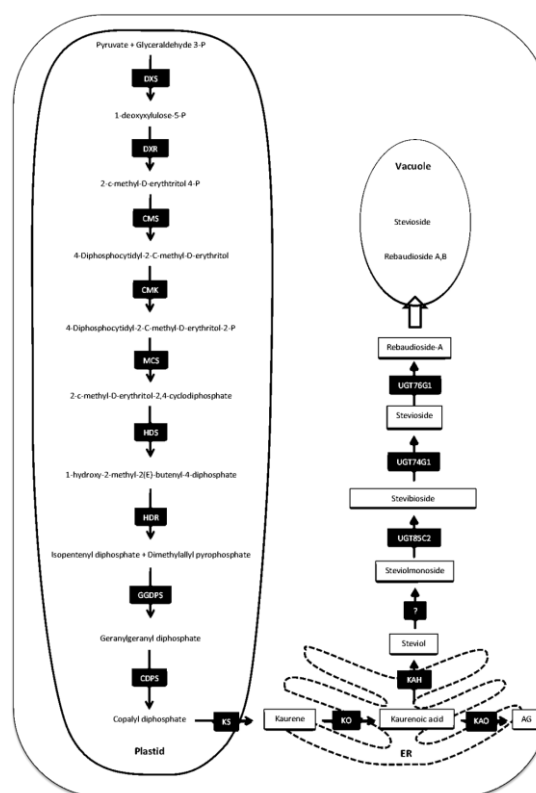 Pyruvate + Glyceraldehyde 3-P
DXS
1-deoxyxylulose-5-P
DXR
2-c-methyl-D-erythtritol 4-P
CMS
4-Diphosphocytidyl-2-C-methyl-D-erythritol
CMK
4-Diphosphocytidyl-2-C-methyl-D-erythritol-2-P
MCS
2-c-methyl-D-erythritol-2,4-cyclodiphosphate
HDS
1-hydroxy-2-methyl-2(E)-butenyl-4-diphosphate
HDR
Isopentenyl diphosphate + Dimethylallyl pyrophosphate
GGDPS
Geranylgeranyl diphosphate
CDPS
Copalyl diphosphate
Plastid
KS
Kaurene
KO
Kaurenoic acid
KAO
AG
ER
KAH
Steviol
?
Steviolmonoside
UGT85C2
Stevibioside
UGT74G1
Stevioside
UGT76G1
Rebaudioside-A
Vacuole
Stevioside
Rebaudioside A,B